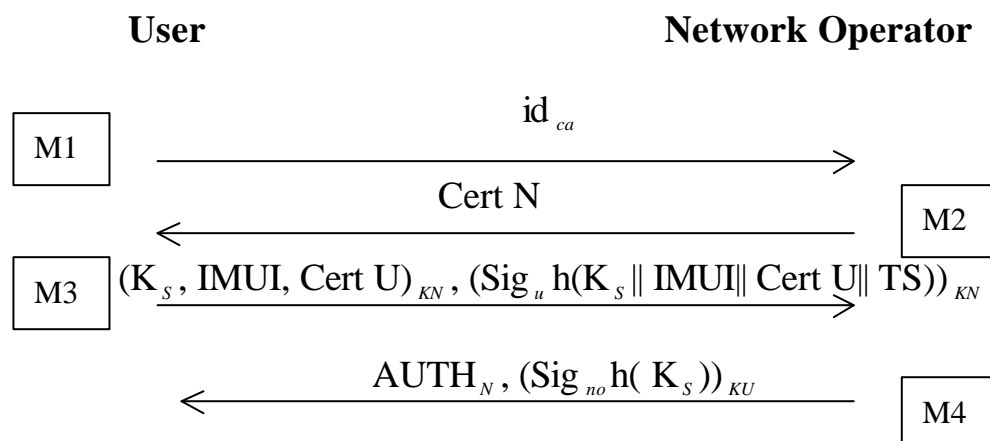 User Network Operator
id ca
M1
Cert N
M2
M3 (K S , IMUI, Cert U) KN , (Sig u h(K S || IMUI|| Cert U|| TS)) KN
AUTH N , (Sig no h( K S )) KU
M4